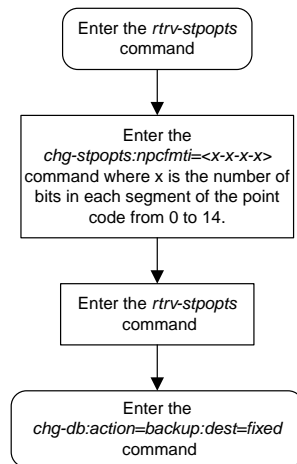 Enter the rtrv-stpopts
command
Enter the
chg-stpopts:npcfmti=<x-x-x-x>
command where x is the number of
bits in each segment of the point
code from 0 to 14.
Enter the rtrv-stpopts
command
Enter the
chg-db:action=backup:dest=fixed
command